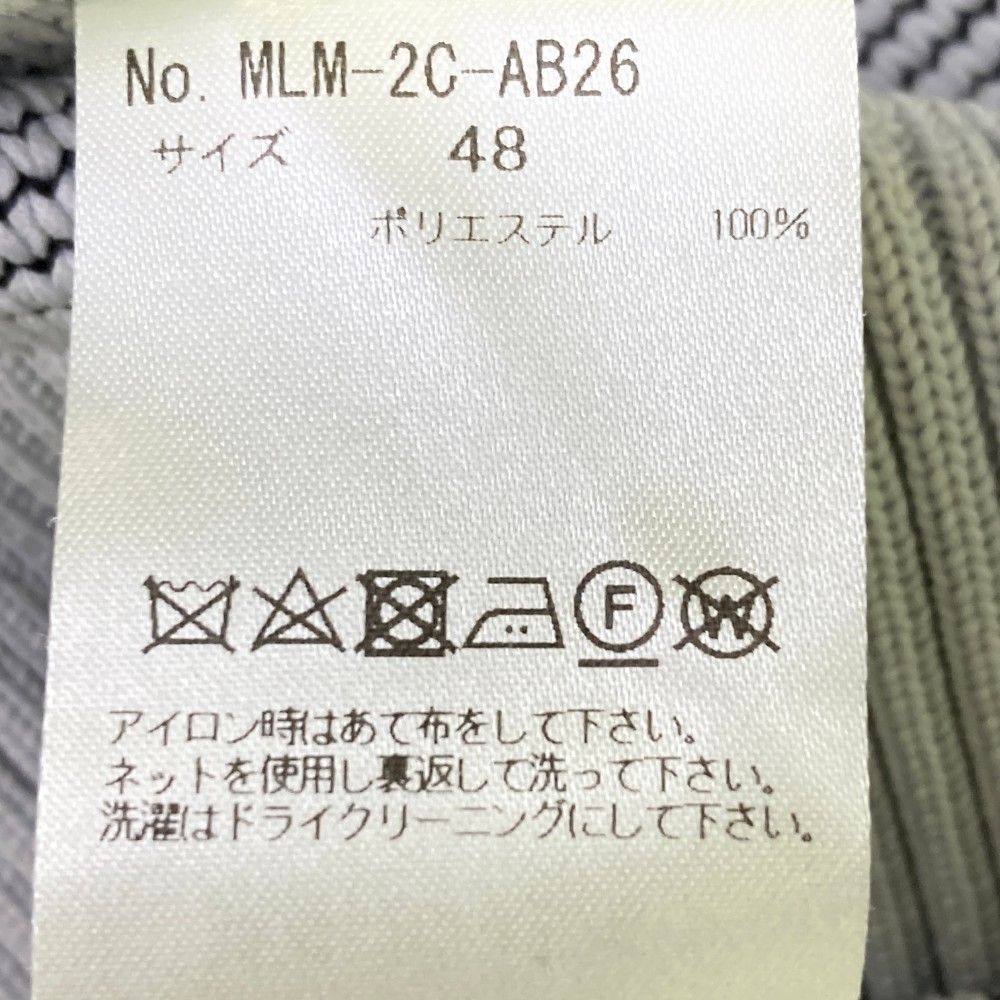 No. MLM-2C-AB26
サイズ 48
ポリエステル 100%
F W
アイロン時はあて布をして下さい。
ネットを使用し裏返して洗って下さい。
洗濯はドライクリーニングにして下さい。